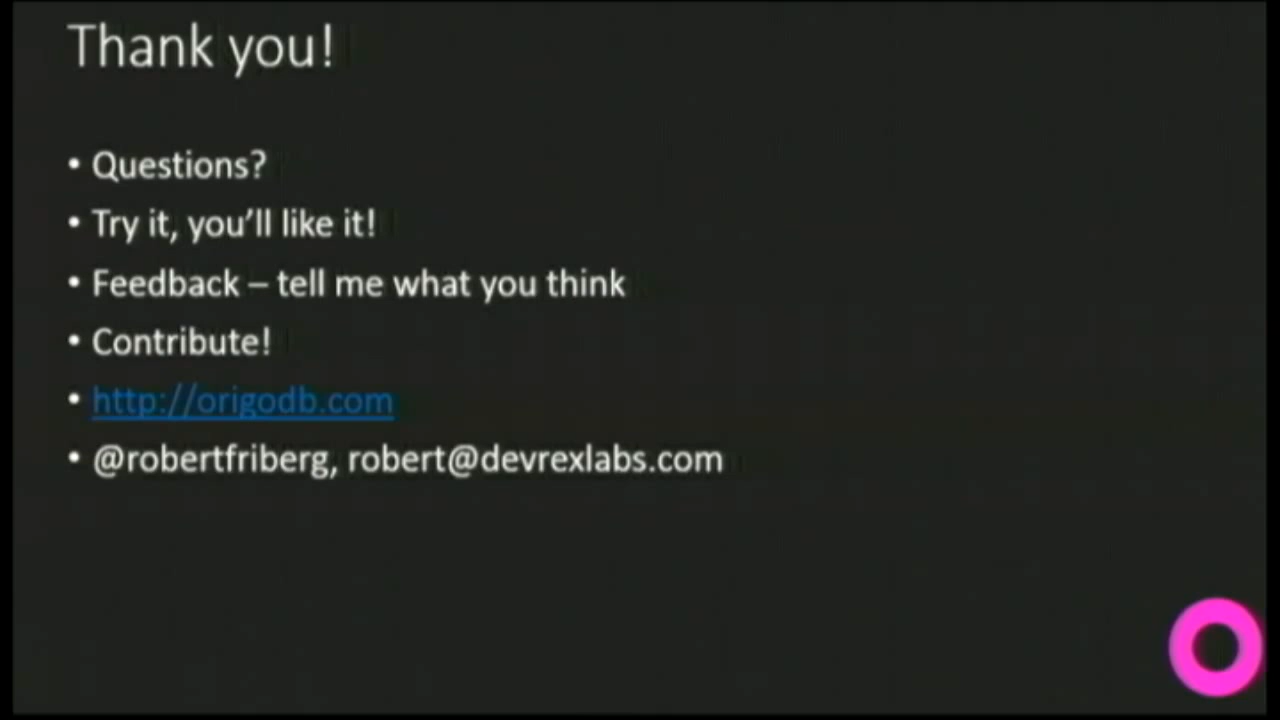 Thank you!
• Questions?
• Try it, you’ll like it!
• Feedback – tell me what you think
• Contribute!
• http://origodb.com
• @robertfriberg, robert@devrexlabs.com